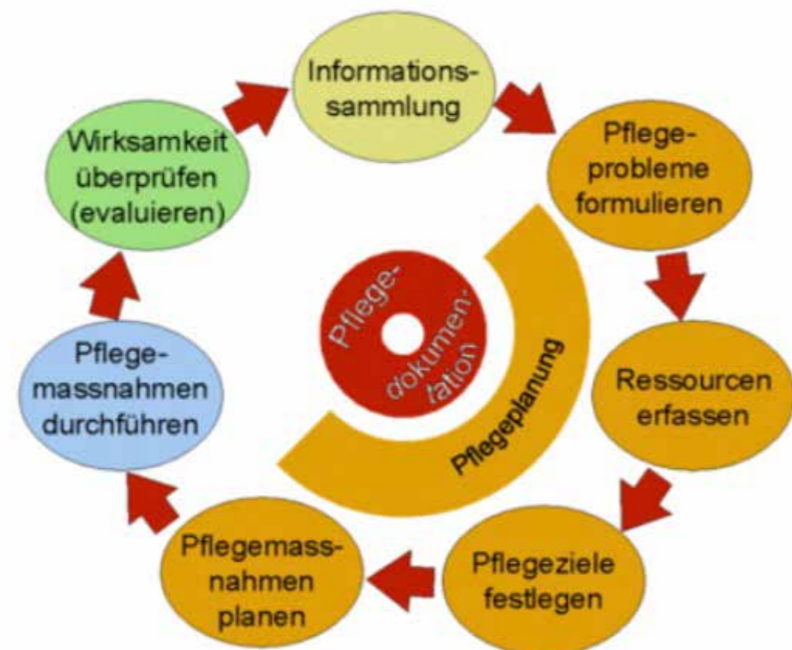 Informations-
sammlung
Pflege-
probleme
formulieren
Ressourcen
erfassen
Pflegeziele
festlegen
Pflegemass-
nahmen
planen
Pflege-
massnahmen
durchführen
Wirksamkeit
überprüfen
(evaluieren)
Pflege-
dokumen-
tation
Pflegeplanung